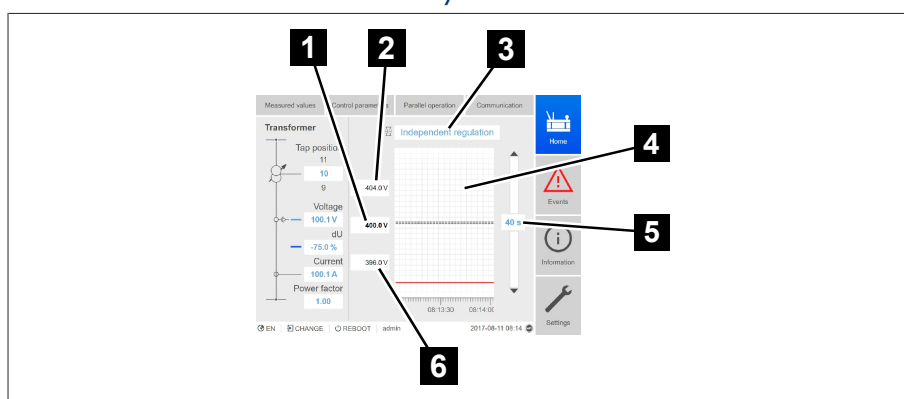 1
2
3
Measured values
Control parameters
Parallel operation
Communication
Transformer
Independent regulation
Home
Tap position
11
10
9
404.0 V
4
Events
Voltage
100.1 V
400.0 V
40 s
5
dU
-75.0 %
Current
396.0 V
Information
100.1 A
Power factor
1.00
08:13:30
08:14:00
Settings
EN
CHANGE
REBOOT
admin
2017-08-11 08:14
6